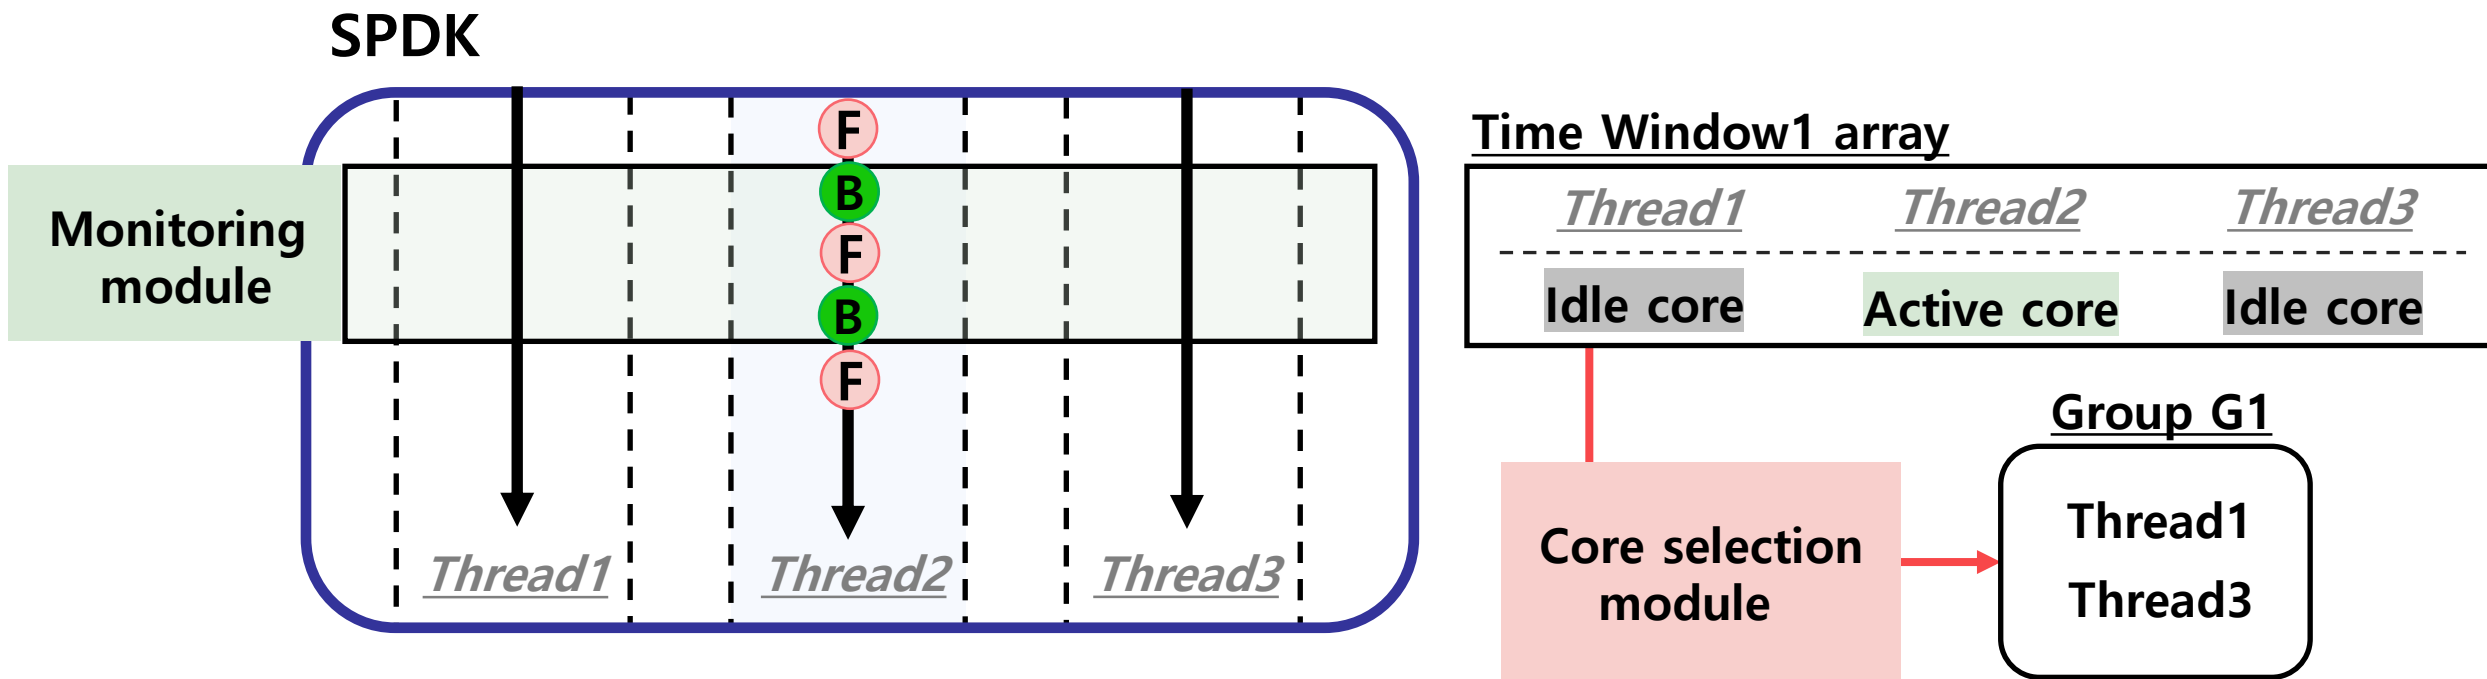 SPDK
Monitoring
module
F
B
F
B
F
Thread1
Thread2
Thread3
Time Window1 array
Thread1 Thread2 Thread3
Idle core Active core Idle core
Core selection
module
Group G1
Thread1
Thread3